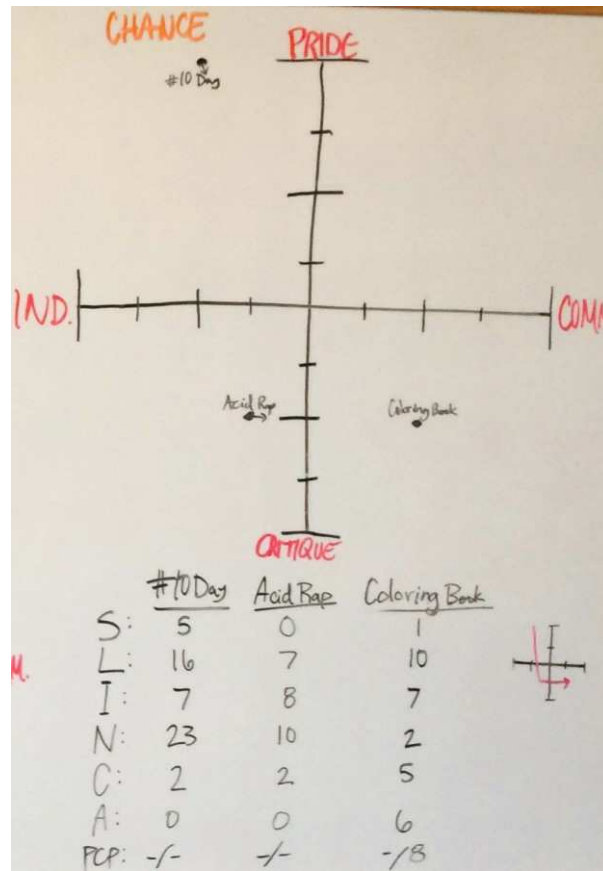 CHANCE
PRIDE
#10 Day
IND.
COMM
Acid Rap
Coloring Book
CRITIQUE
#10 Day Acid Rap Coloring Book
S: 5 0 1
M.
L: 16 7 10
I: 7 8 7
N: 23 10 2
C: 2 2 5
A: 0 0 6
PCP: -/- -/- -/8